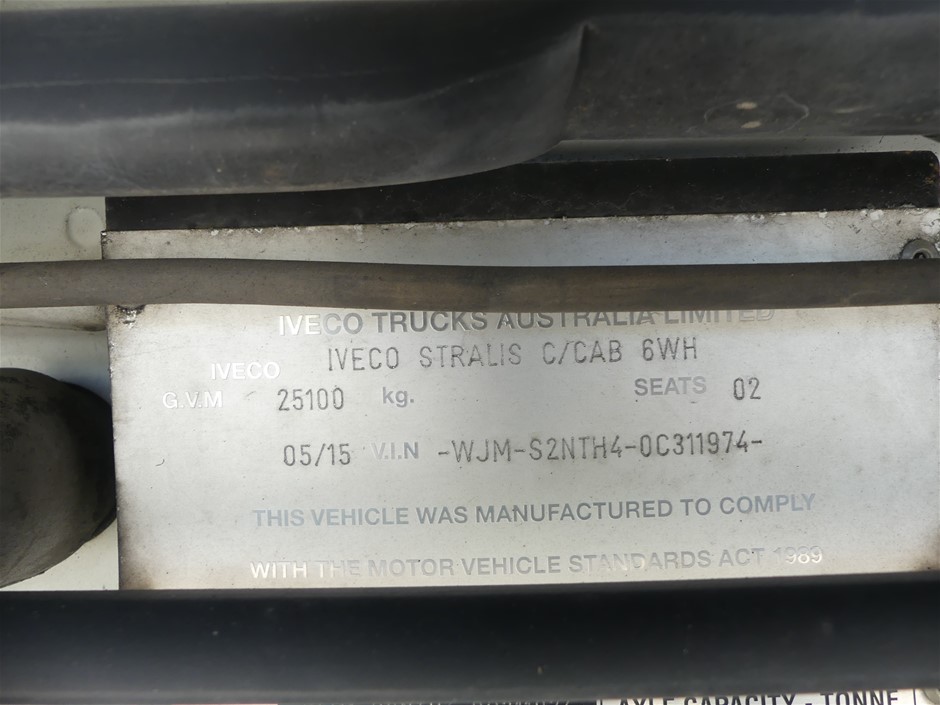 IVECO TRUCKS AUSTRALIA LIMITED
IVECO STRALIS C/CAB 6WH
IVECO
G.V.M 25100 kg. SEATS 02
05/15 V.I.N -WJM-S2NTH4-0C311974-
THIS VEHICLE WAS MANUFACTURED TO COMPLY
WITH THE MOTOR VEHICLE STANDARDS ACT 1989
AXLE CAPACITY - TONNE